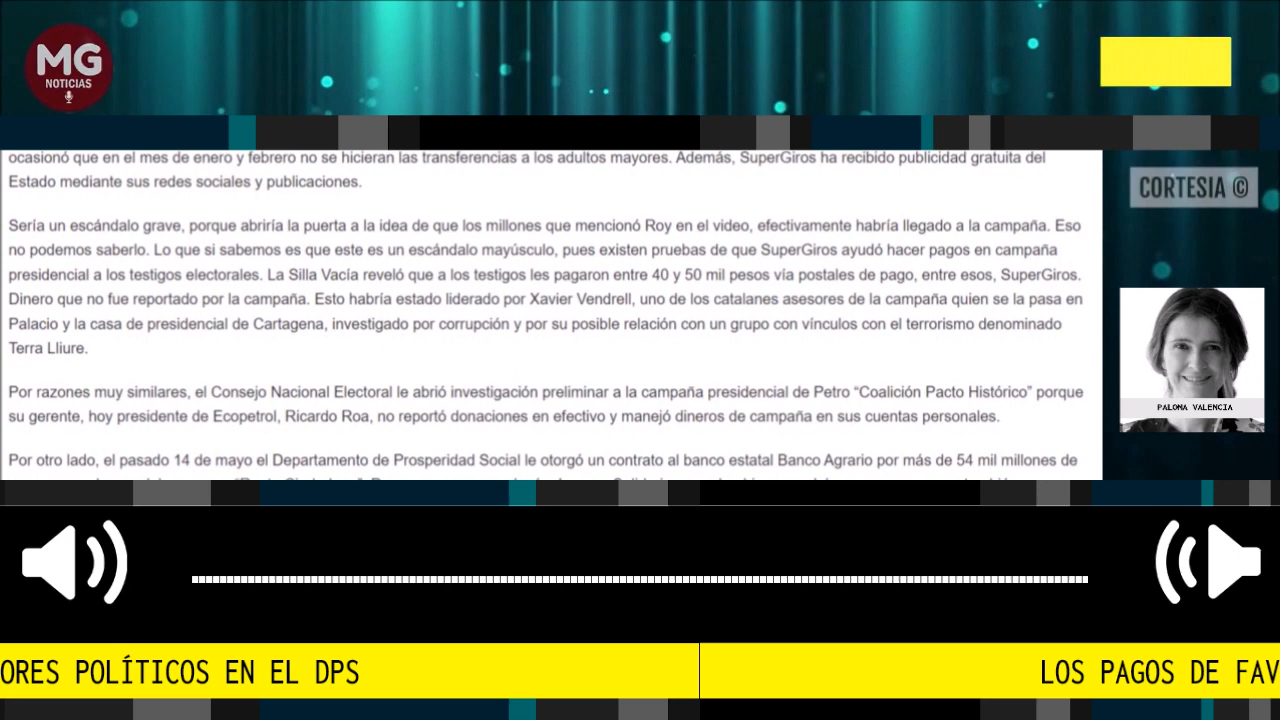 MG
NOTICIAS
ocasionó que en el mes de enero y febrero no se hicieran las transferencias a los adultos mayores. Además, SuperGiros ha recibido publicidad gratuita del
Estado mediante sus redes sociales y publicaciones.
Sería un escándalo grave, porque abriría la puerta a la idea de que los millones que mencionó Roy en el video, efectivamente habría llegado a la campaña. Eso
no podemos saberlo. Lo que si sabemos es que este es un escándalo mayúsculo, pues existen pruebas de que SuperGiros ayudó hacer pagos en campaña
presidencial a los testigos electorales. La Silla Vacía reveló que a los testigos les pagaron entre 40 y 50 mil pesos vía postales de pago, entre esos, SuperGiros.
Dinero que no fue reportado por la campaña. Esto habría estado liderado por Xavier Vendrell, uno de los catalanes asesores de la campaña quien se la pasa en
Palacio y la casa de presidencial de Cartagena, investigado por corrupción y por su posible relación con un grupo con vínculos con el terrorismo denominado
Terra Lliure.
Por razones muy similares, el Consejo Nacional Electoral le abrió investigación preliminar a la campaña presidencial de Petro “Coalición Pacto Histórico” porque
su gerente, hoy presidente de Ecopetrol, Ricardo Roa, no reportó donaciones en efectivo y manejó dineros de campaña en sus cuentas personales.
Por otro lado, el pasado 14 de mayo el Departamento de Prosperidad Social le otorgó un contrato al banco estatal Banco Agrario por más de 54 mil millones de
CORTESIA ©
PALOMA VALENCIA
ORES POLÍTICOS EN EL DPS
LOS PAGOS DE FAV